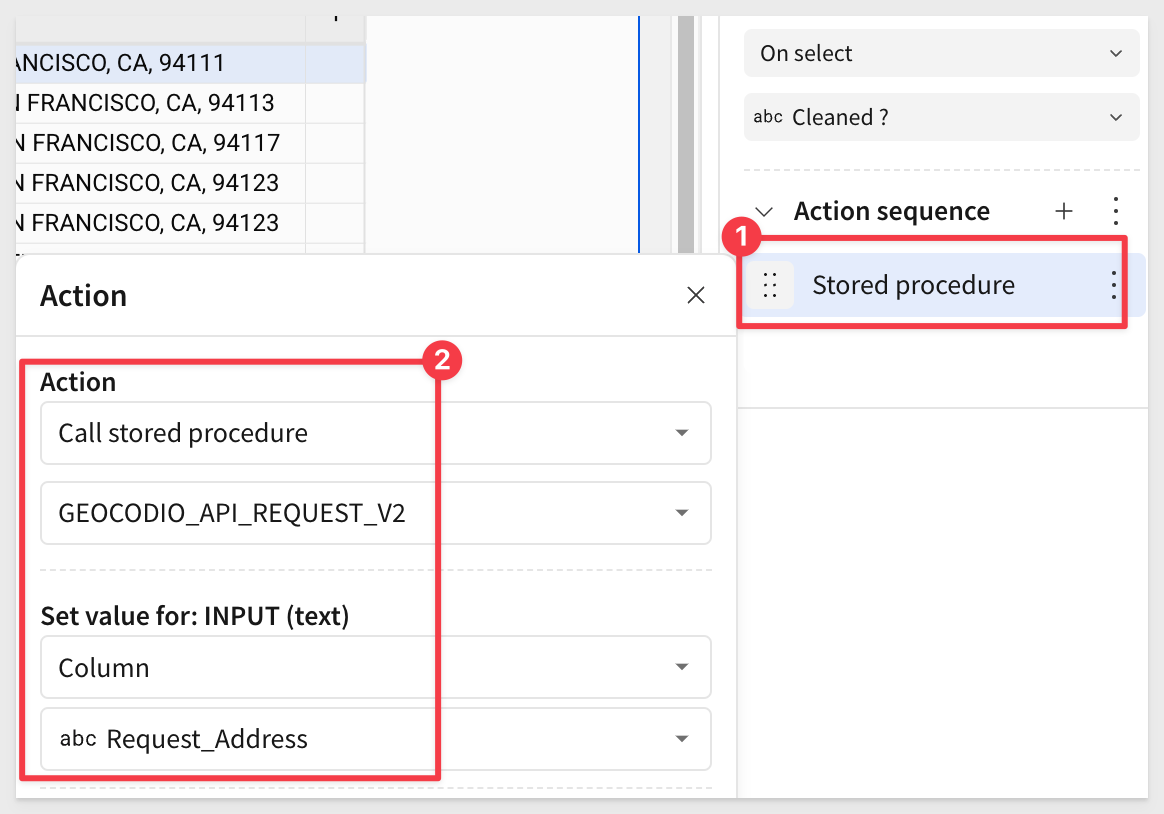 ANCISCO, CA, 94111
N FRANCISCO, CA, 94113
N FRANCISCO, CA, 94117
N FRANCISCO, CA, 94123
N FRANCISCO, CA, 94123
On select
abc Cleaned ?
Action sequence
1
Stored procedure
Action
2
Action
Call stored procedure
GEOCODIO_API_REQUEST_V2
Set value for: INPUT (text)
Column
abc Request_Address